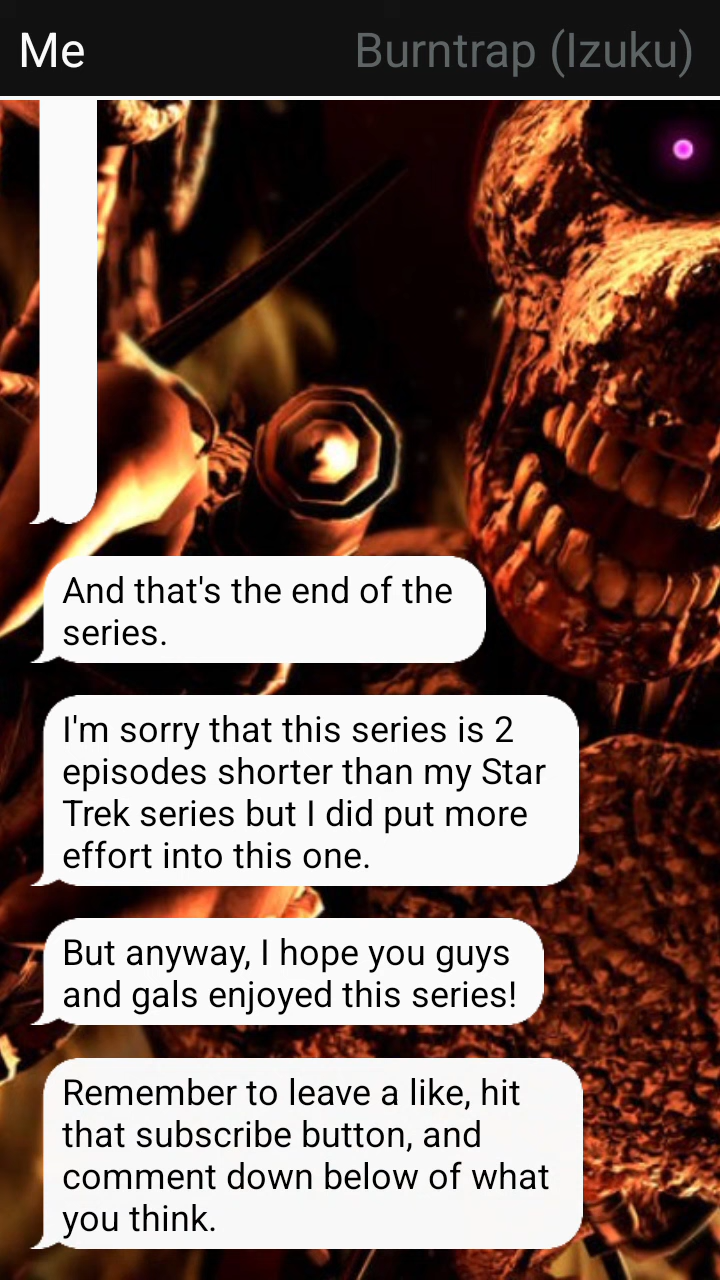 Me Burntrap (Izuku)
And that's the end of the
series.
I'm sorry that this series is 2
episodes shorter than my Star
Trek series but I did put more
effort into this one.
But anyway, I hope you guys
and gals enjoyed this series!
Remember to leave a like, hit
that subscribe button, and
comment down below of what
you think.